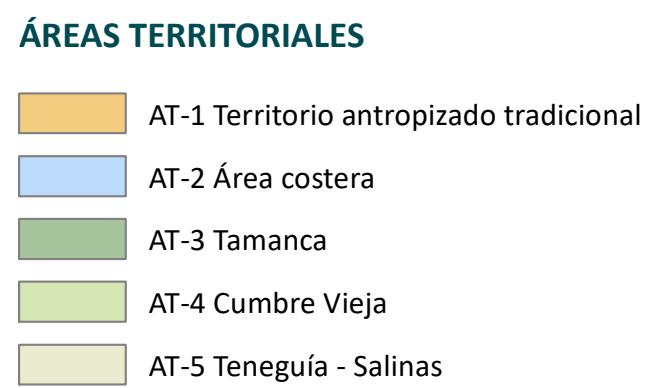 ÁREAS TERRITORIALES
AT-1 Territorio antropizado tradicional
AT-2 Área costera
AT-3 Tamanca
AT-4 Cumbre Vieja
AT-5 Teneguía - Salinas